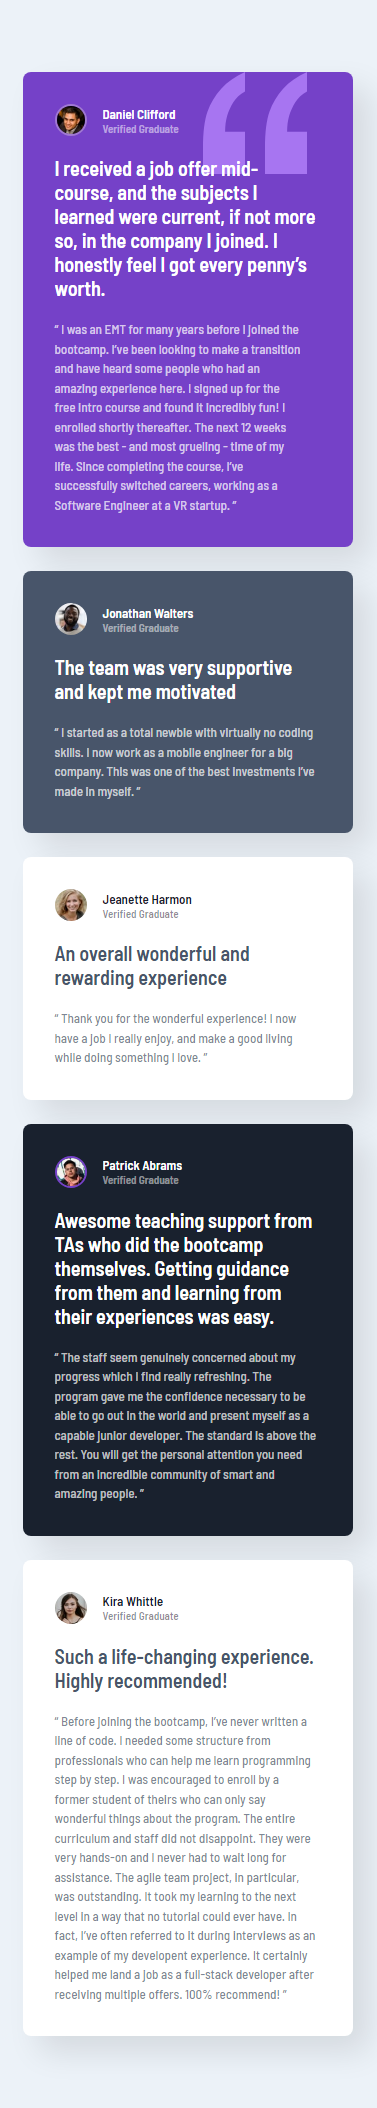 Daniel Clifford
Verified Graduate
I received a job offer mid-
course, and the subjects I
learned were current, if not more
so, in the company I joined. I
honestly feel I got every penny’s
worth.
“ I was an EMT for many years before I joined the
bootcamp. I’ve been looking to make a transition
and have heard some people who had an
amazing experience here. I signed up for the
free intro course and found it incredibly fun! I
enrolled shortly thereafter. The next 12 weeks
was the best - and most grueling - time of my
life. Since completing the course, I’ve
successfully switched careers, working as a
Software Engineer at a VR startup. ”
Jonathan Walters
Verified Graduate
The team was very supportive
and kept me motivated
“ I started as a total newbie with virtually no coding
skills. I now work as a mobile engineer for a big
company. This was one of the best investments I’ve
made in myself. ”
Jeanette Harmon
Verified Graduate
An overall wonderful and
rewarding experience
“ Thank you for the wonderful experience! I now
have a job I really enjoy, and make a good living
while doing something I love. ”
Patrick Abrams
Verified Graduate
Awesome teaching support from
TAs who did the bootcamp
themselves. Getting guidance
from them and learning from
their experiences was easy.
“ The staff seem genuinely concerned about my
progress which I find really refreshing. The
program gave me the confidence necessary to be
able to go out in the world and present myself as a
capable junior developer. The standard is above the
rest. You will get the personal attention you need
from an incredible community of smart and
amazing people. ”
Kira Whittle
Verified Graduate
Such a life-changing experience.
Highly recommended!
“ Before joining the bootcamp, I’ve never written a
line of code. I needed some structure from
professionals who can help me learn programming
step by step. I was encouraged to enroll by a
former student of theirs who can only say
wonderful things about the program. The entire
curriculum and staff did not disappoint. They were
very hands-on and I never had to wait long for
assistance. The agile team project, in particular,
was outstanding. It took my learning to the next
level in a way that no tutorial could ever have. In
fact, I’ve often referred to it during interviews as an
example of my developent experience. It certainly
helped me land a job as a full-stack developer after
receiving multiple offers. 100% recommend! ”